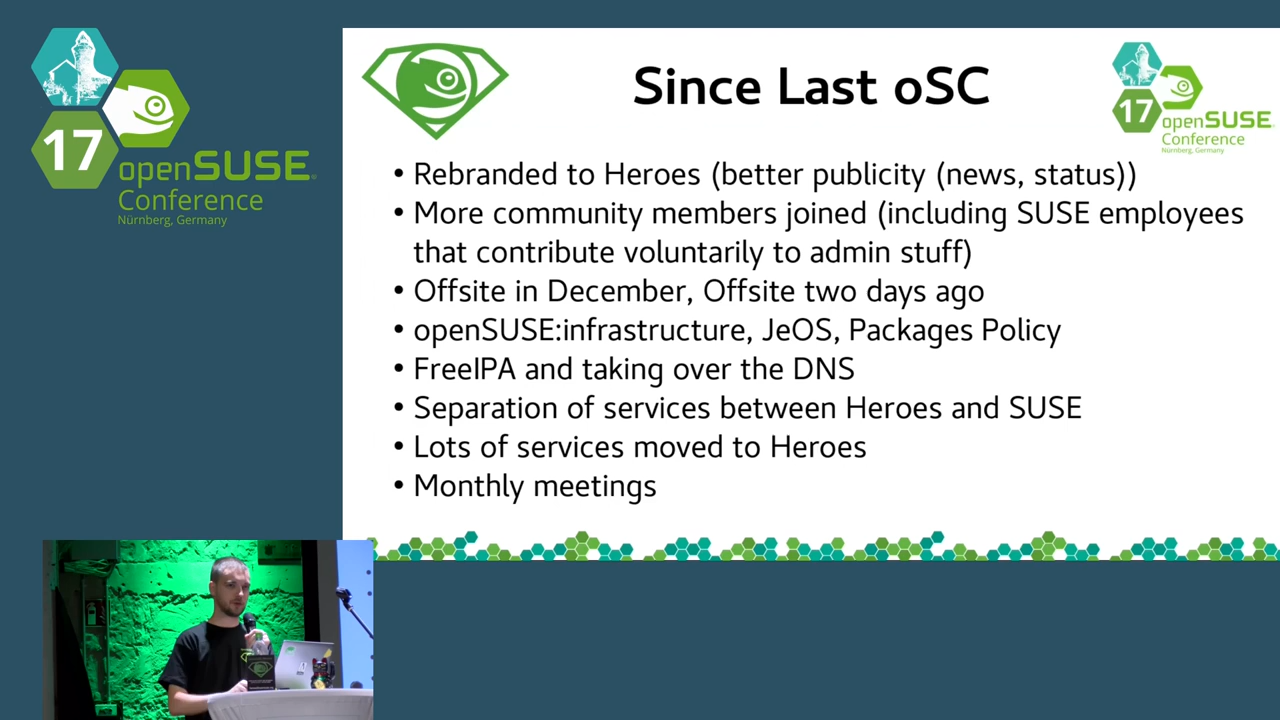 17
openSUSE
Conference
Nürnberg, Germany
Since Last oSC
17
openSUSE
Conference
Nürnberg, Germany
• Rebranded to Heroes (better publicity (news, status))
• More community members joined (including SUSE employees
that contribute voluntarily to admin stuff)
• Offsite in December, Offsite two days ago
• openSUSE:infrastructure, JeOS, Packages Policy
• FreeIPA and taking over the DNS
• Separation of services between Heroes and SUSE
• Lots of services moved to Heroes
• Monthly meetings